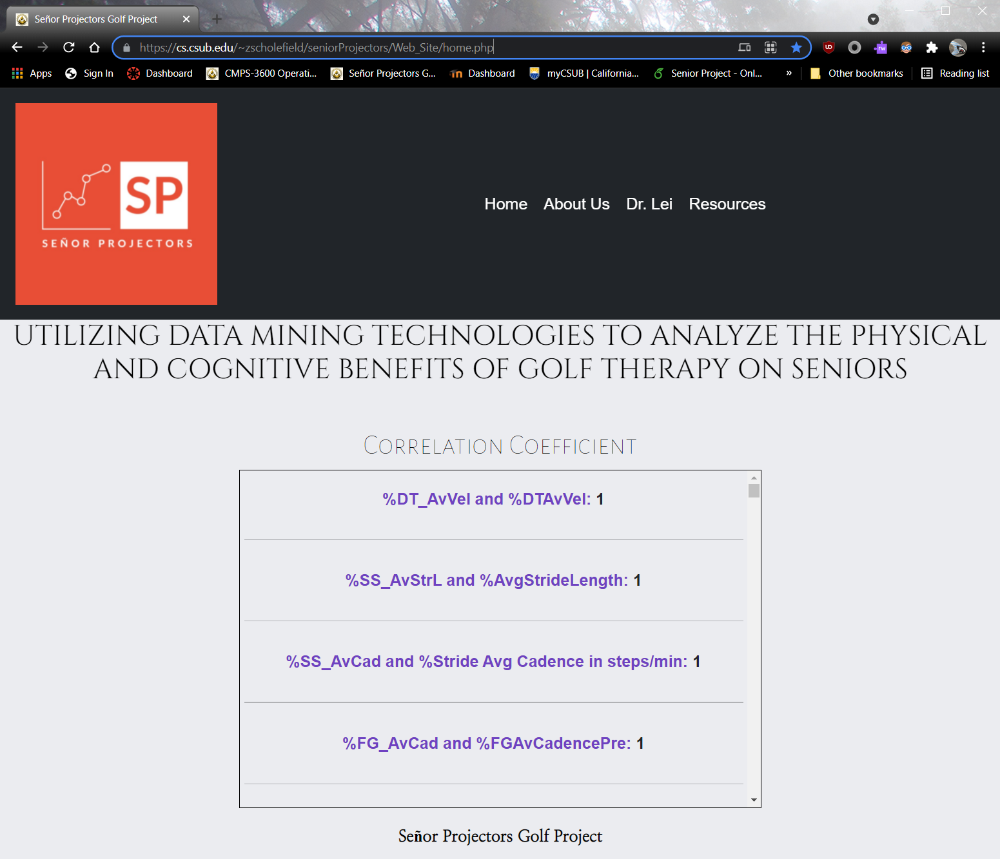 Señor Projectors Golf Project
https://cs.csub.edu/~zscholefield/seniorProjectors/Web_Site/home.php
Apps Sign In Dashboard CMPS-3600 Operati... Señor Projectors G... Dashboard myCSUB | California... Senior Project - Onl... » Other bookmarks Reading list
SP
SEÑOR PROJECTORS
Home About Us Dr. Lei Resources
UTILIZING DATA MINING TECHNOLOGIES TO ANALYZE THE PHYSICAL
AND COGNITIVE BENEFITS OF GOLF THERAPY ON SENIORS
CORRELATION COEFFICIENT
%DT_AvVel and %DTAvVel: 1
%SS_AvStrL and %AvgStrideLength: 1
%SS_AvCad and %Stride Avg Cadence in steps/min: 1
%FG_AvCad and %FGAvCadencePre: 1
Señor Projectors Golf Project